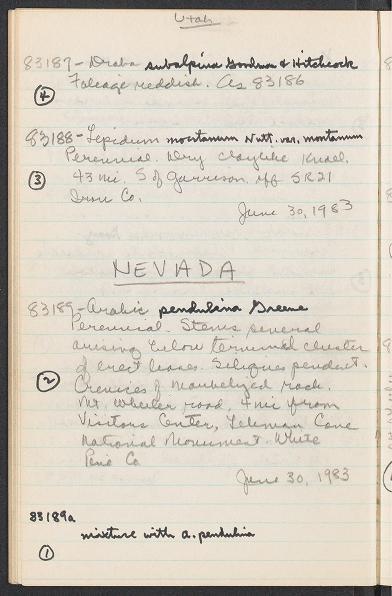 Utah
83187- Draba subalpina Goodman & Hitchcock
Foliage reddish. As 83186
4
83188- Lepidium montanum Nutt. var. montanum
Perennial. Dry claylike knoll.
3
43 mi. S of Garrison, off SR21
Iron Co.
June 30, 1983
NEVADA
83189-Arabis pendulina Greene
Perennial. Stems several
arising below terminal cluster
of erect leaves. Siliques pendent.
2
Crevices of marbelized rock.
Mt. Wheeler road, 4 mi from
Visitors Center, Lehman Cave
National Monument. White
Pine Co
June 30, 1983
83189a
mixture with A. pendulina
1